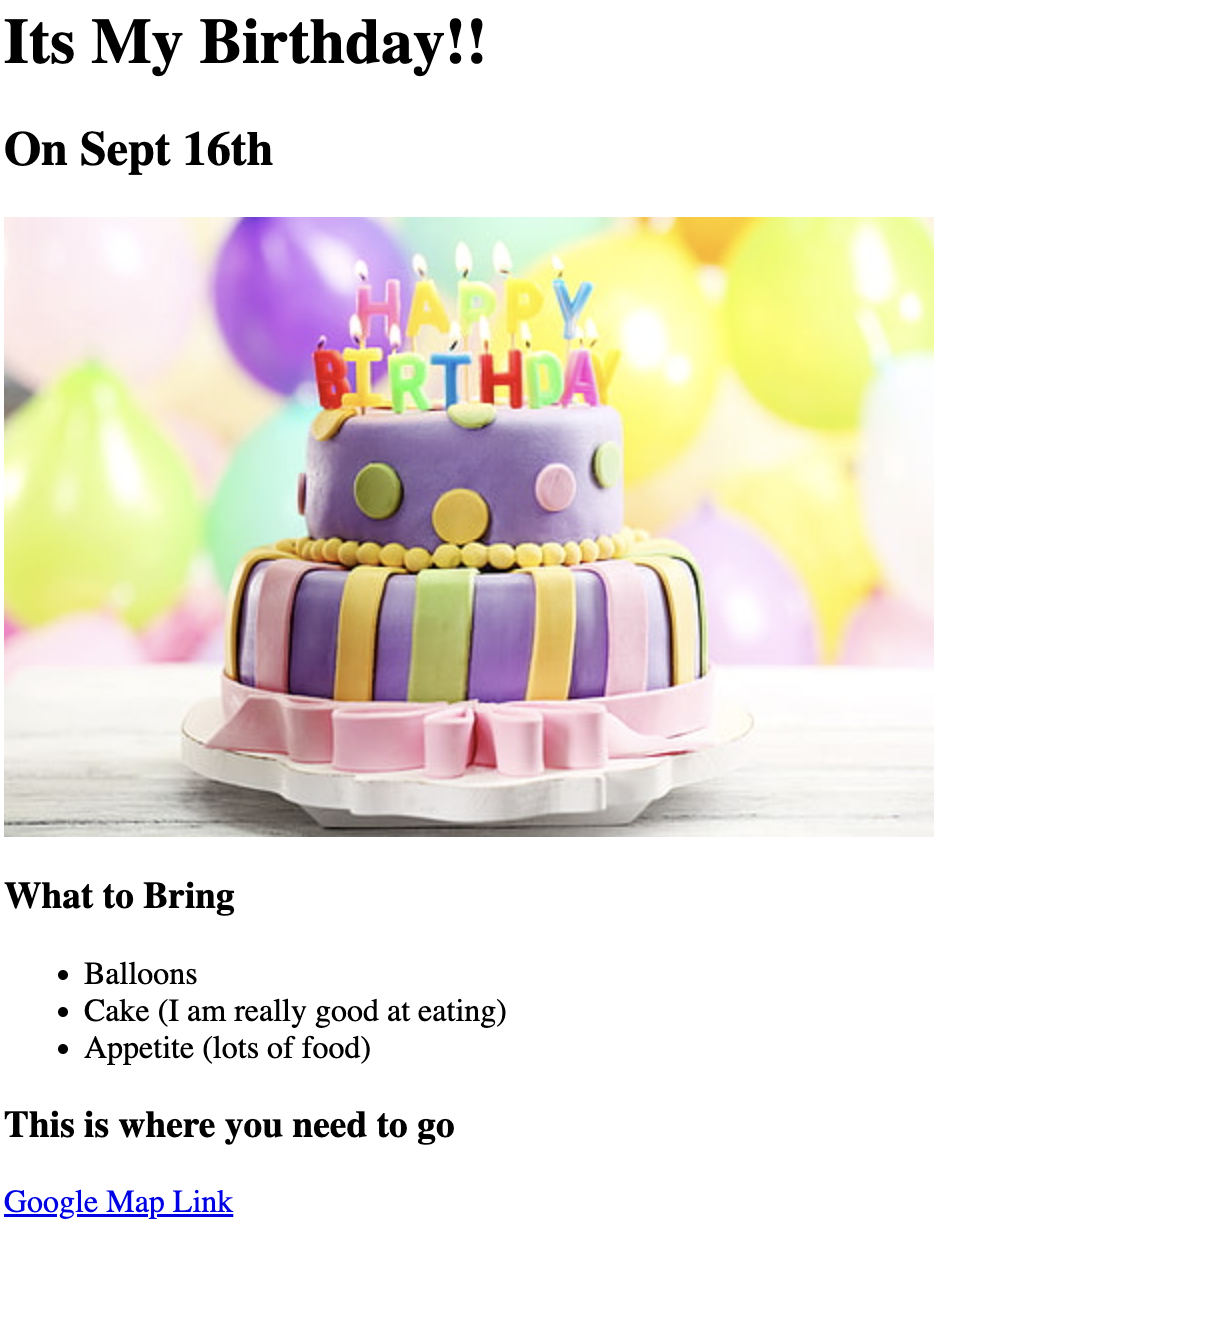 Its My Birthday!!
On Sept 16th
HAPPY
BIRTHDAY
What to Bring
Balloons
Cake (I am really good at eating)
Appetite (lots of food)
This is where you need to go
Google Map Link